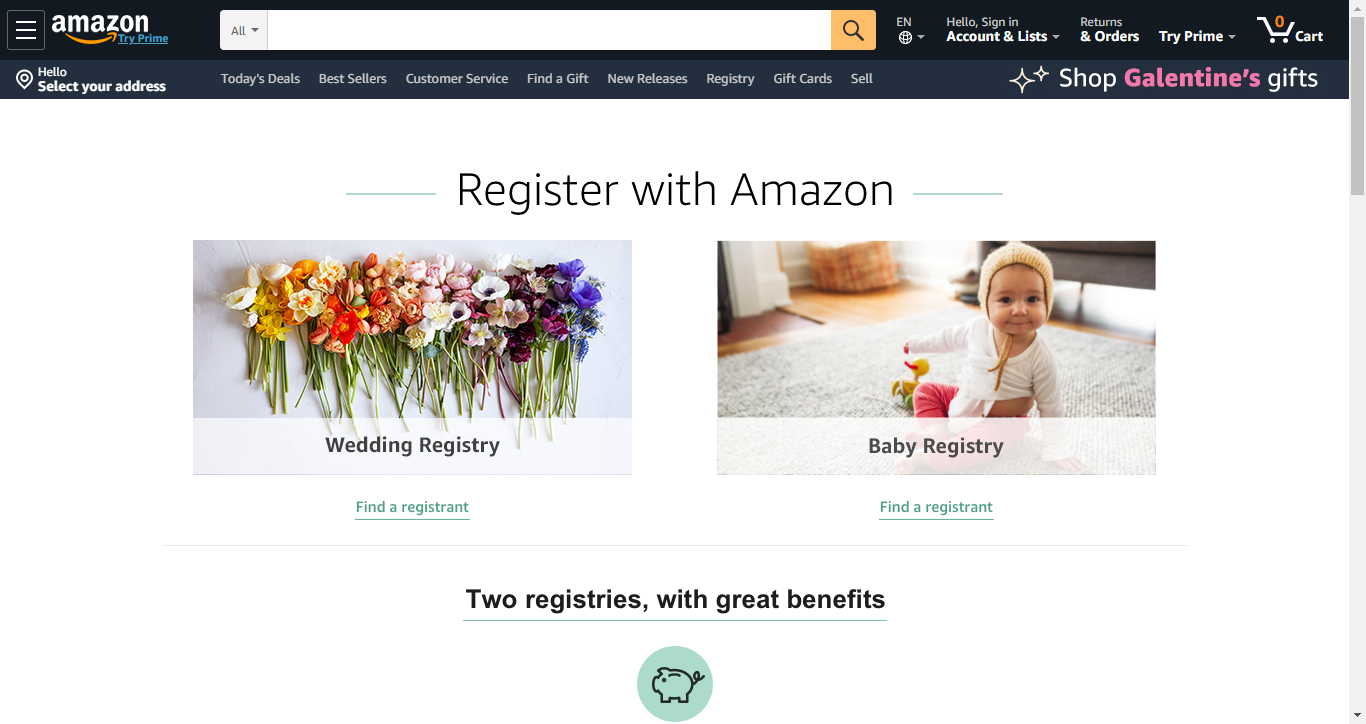 amazon
Try Prime
All
EN
Hello, Sign in
Account & Lists
Returns
& Orders
Try Prime
0
Cart
Hello
Select your address
Today's Deals
Best Sellers
Customer Service
Find a Gift
New Releases
Registry
Gift Cards
Sell
Shop Galentine's gifts
Register with Amazon
Wedding Registry
Baby Registry
Find a registrant
Find a registrant
Two registries, with great benefits